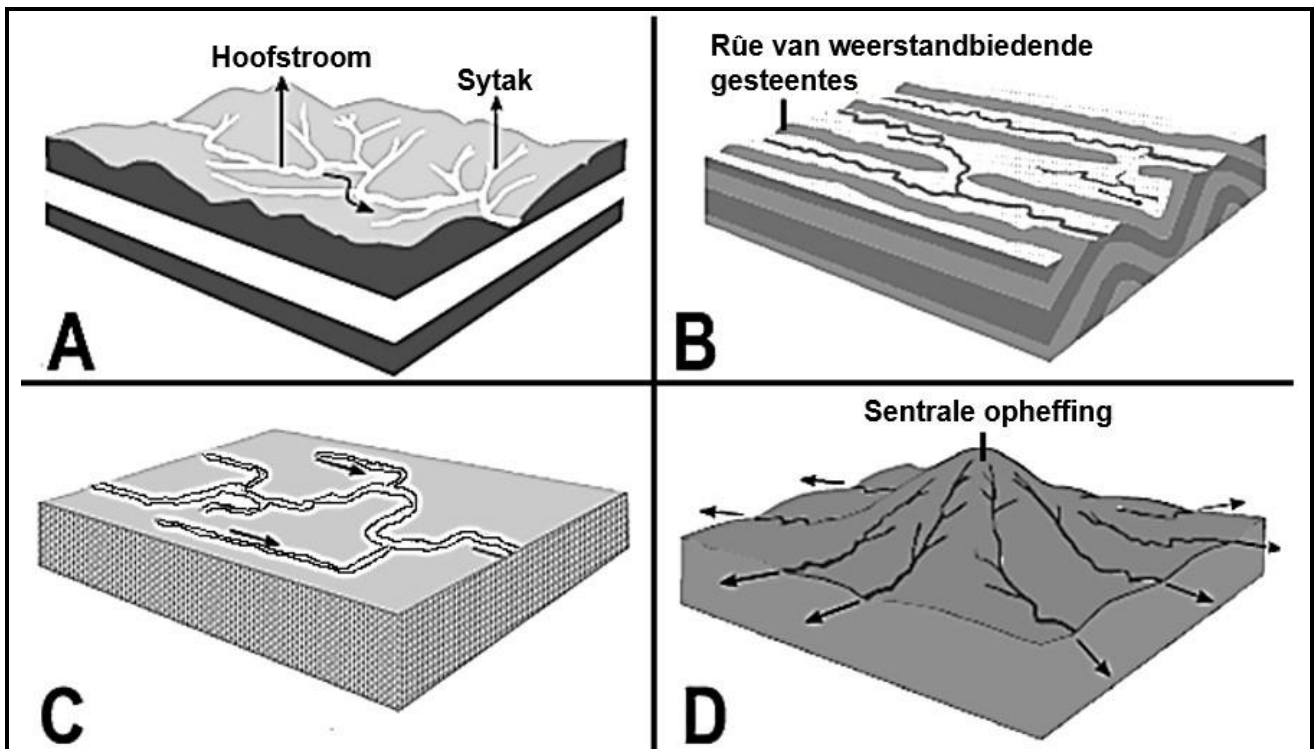 Hoofstroom
Sytak
A
Rûe van weerstandbiedende
gesteentes
B
C
Sentrale opheffing
D